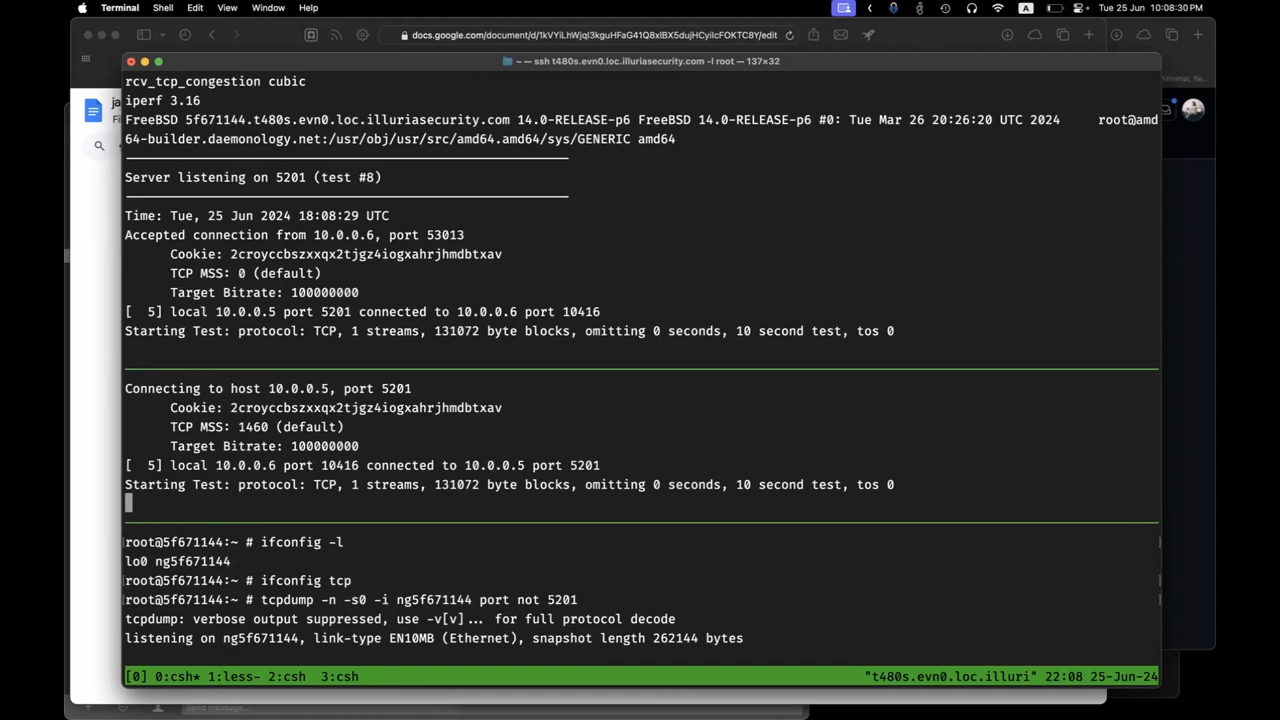 Terminal Shell Edit View Window Help A Tue 25 Jun 10:08:30 PM
docs.google.com/document/d/1kVYiLhWjqI3kguHFaG41Q8xlBX5dujHCyiIcFOKTC8Y/edit
~ — ssh t480s.evn0.loc.illuriasecurity.com -l root — 137×32
rcv_tcp_congestion cubic
iperf 3.16
FreeBSD 5f671144.t480s.evn0.loc.illuriasecurity.com 14.0-RELEASE-p6 FreeBSD 14.0-RELEASE-p6 #0: Tue Mar 26 20:26:20 UTC 2024 root@amd
64-builder.daemonology.net:/usr/obj/usr/src/amd64.amd64/sys/GENERIC amd64
Server listening on 5201 (test #8)
Time: Tue, 25 Jun 2024 18:08:29 UTC
Accepted connection from 10.0.0.6, port 53013
Cookie: 2croyccbszxxqx2tjgz4iogxahrjhmdbtxav
TCP MSS: 0 (default)
Target Bitrate: 100000000
[ 5] local 10.0.0.5 port 5201 connected to 10.0.0.6 port 10416
Starting Test: protocol: TCP, 1 streams, 131072 byte blocks, omitting 0 seconds, 10 second test, tos 0
Connecting to host 10.0.0.5, port 5201
Cookie: 2croyccbszxxqx2tjgz4iogxahrjhmdbtxav
TCP MSS: 1460 (default)
Target Bitrate: 100000000
[ 5] local 10.0.0.6 port 10416 connected to 10.0.0.5 port 5201
Starting Test: protocol: TCP, 1 streams, 131072 byte blocks, omitting 0 seconds, 10 second test, tos 0
root@5f671144:~ # ifconfig -l
lo0 ng5f671144
root@5f671144:~ # ifconfig tcp
root@5f671144:~ # tcpdump -n -s0 -i ng5f671144 port not 5201
tcpdump: verbose output suppressed, use -v[v]... for full protocol decode
listening on ng5f671144, link-type EN10MB (Ethernet), snapshot length 262144 bytes
[0] 0:csh* 1:less- 2:csh 3:csh "t480s.evn0.loc.illuri" 22:08 25-Jun-24
Send message...